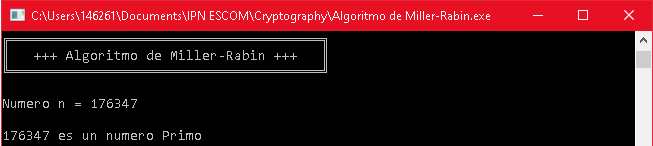 C:\Users\146261\Documents\IPN ESCOM\Cryptography\Algoritmo de Miller-Rabin.exe
+++ Algoritmo de Miller-Rabin +++
Numero n = 176347
176347 es un numero Primo